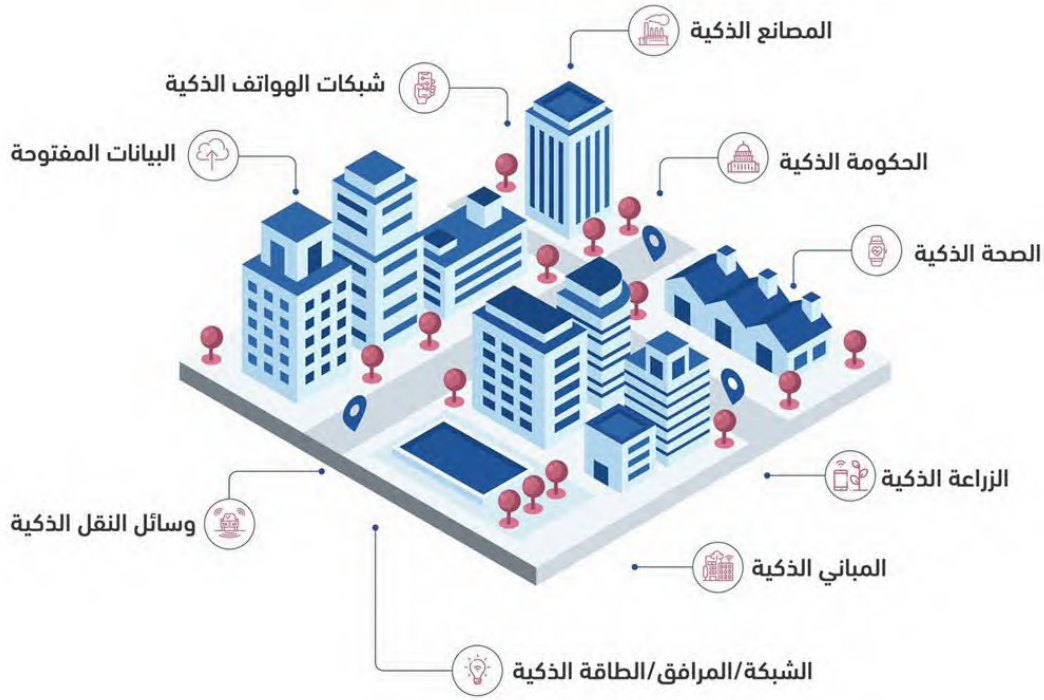 المصانع الذكية
شبكات الهواتف الذكية
البيانات المفتوحة
الحكومة الذكية
الصحة الذكية
الزراعة الذكية
وسائل النقل الذكية
المباني الذكية
الشبكة/المرافق/الطاقة الذكية